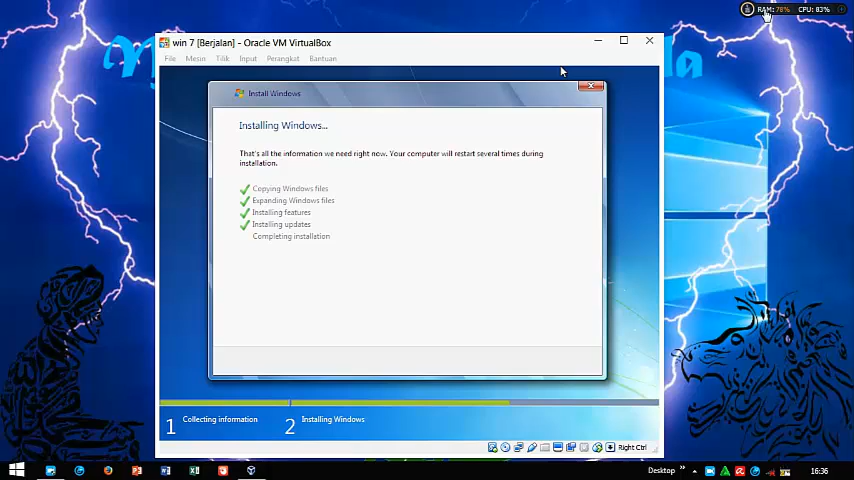 RAM: 78% CPU: 83%
win 7 [Berjalan] - Oracle VM VirtualBox
File Mesin Tilik Input Perangkat Bantuan
Install Windows
Installing Windows...
That's all the information we need right now. Your computer will restart several times during
installation.
Copying Windows files
Expanding Windows files
Installing features
Installing updates
Completing installation
1 Collecting information 2 Installing Windows
Right Ctrl
Desktop 16:36